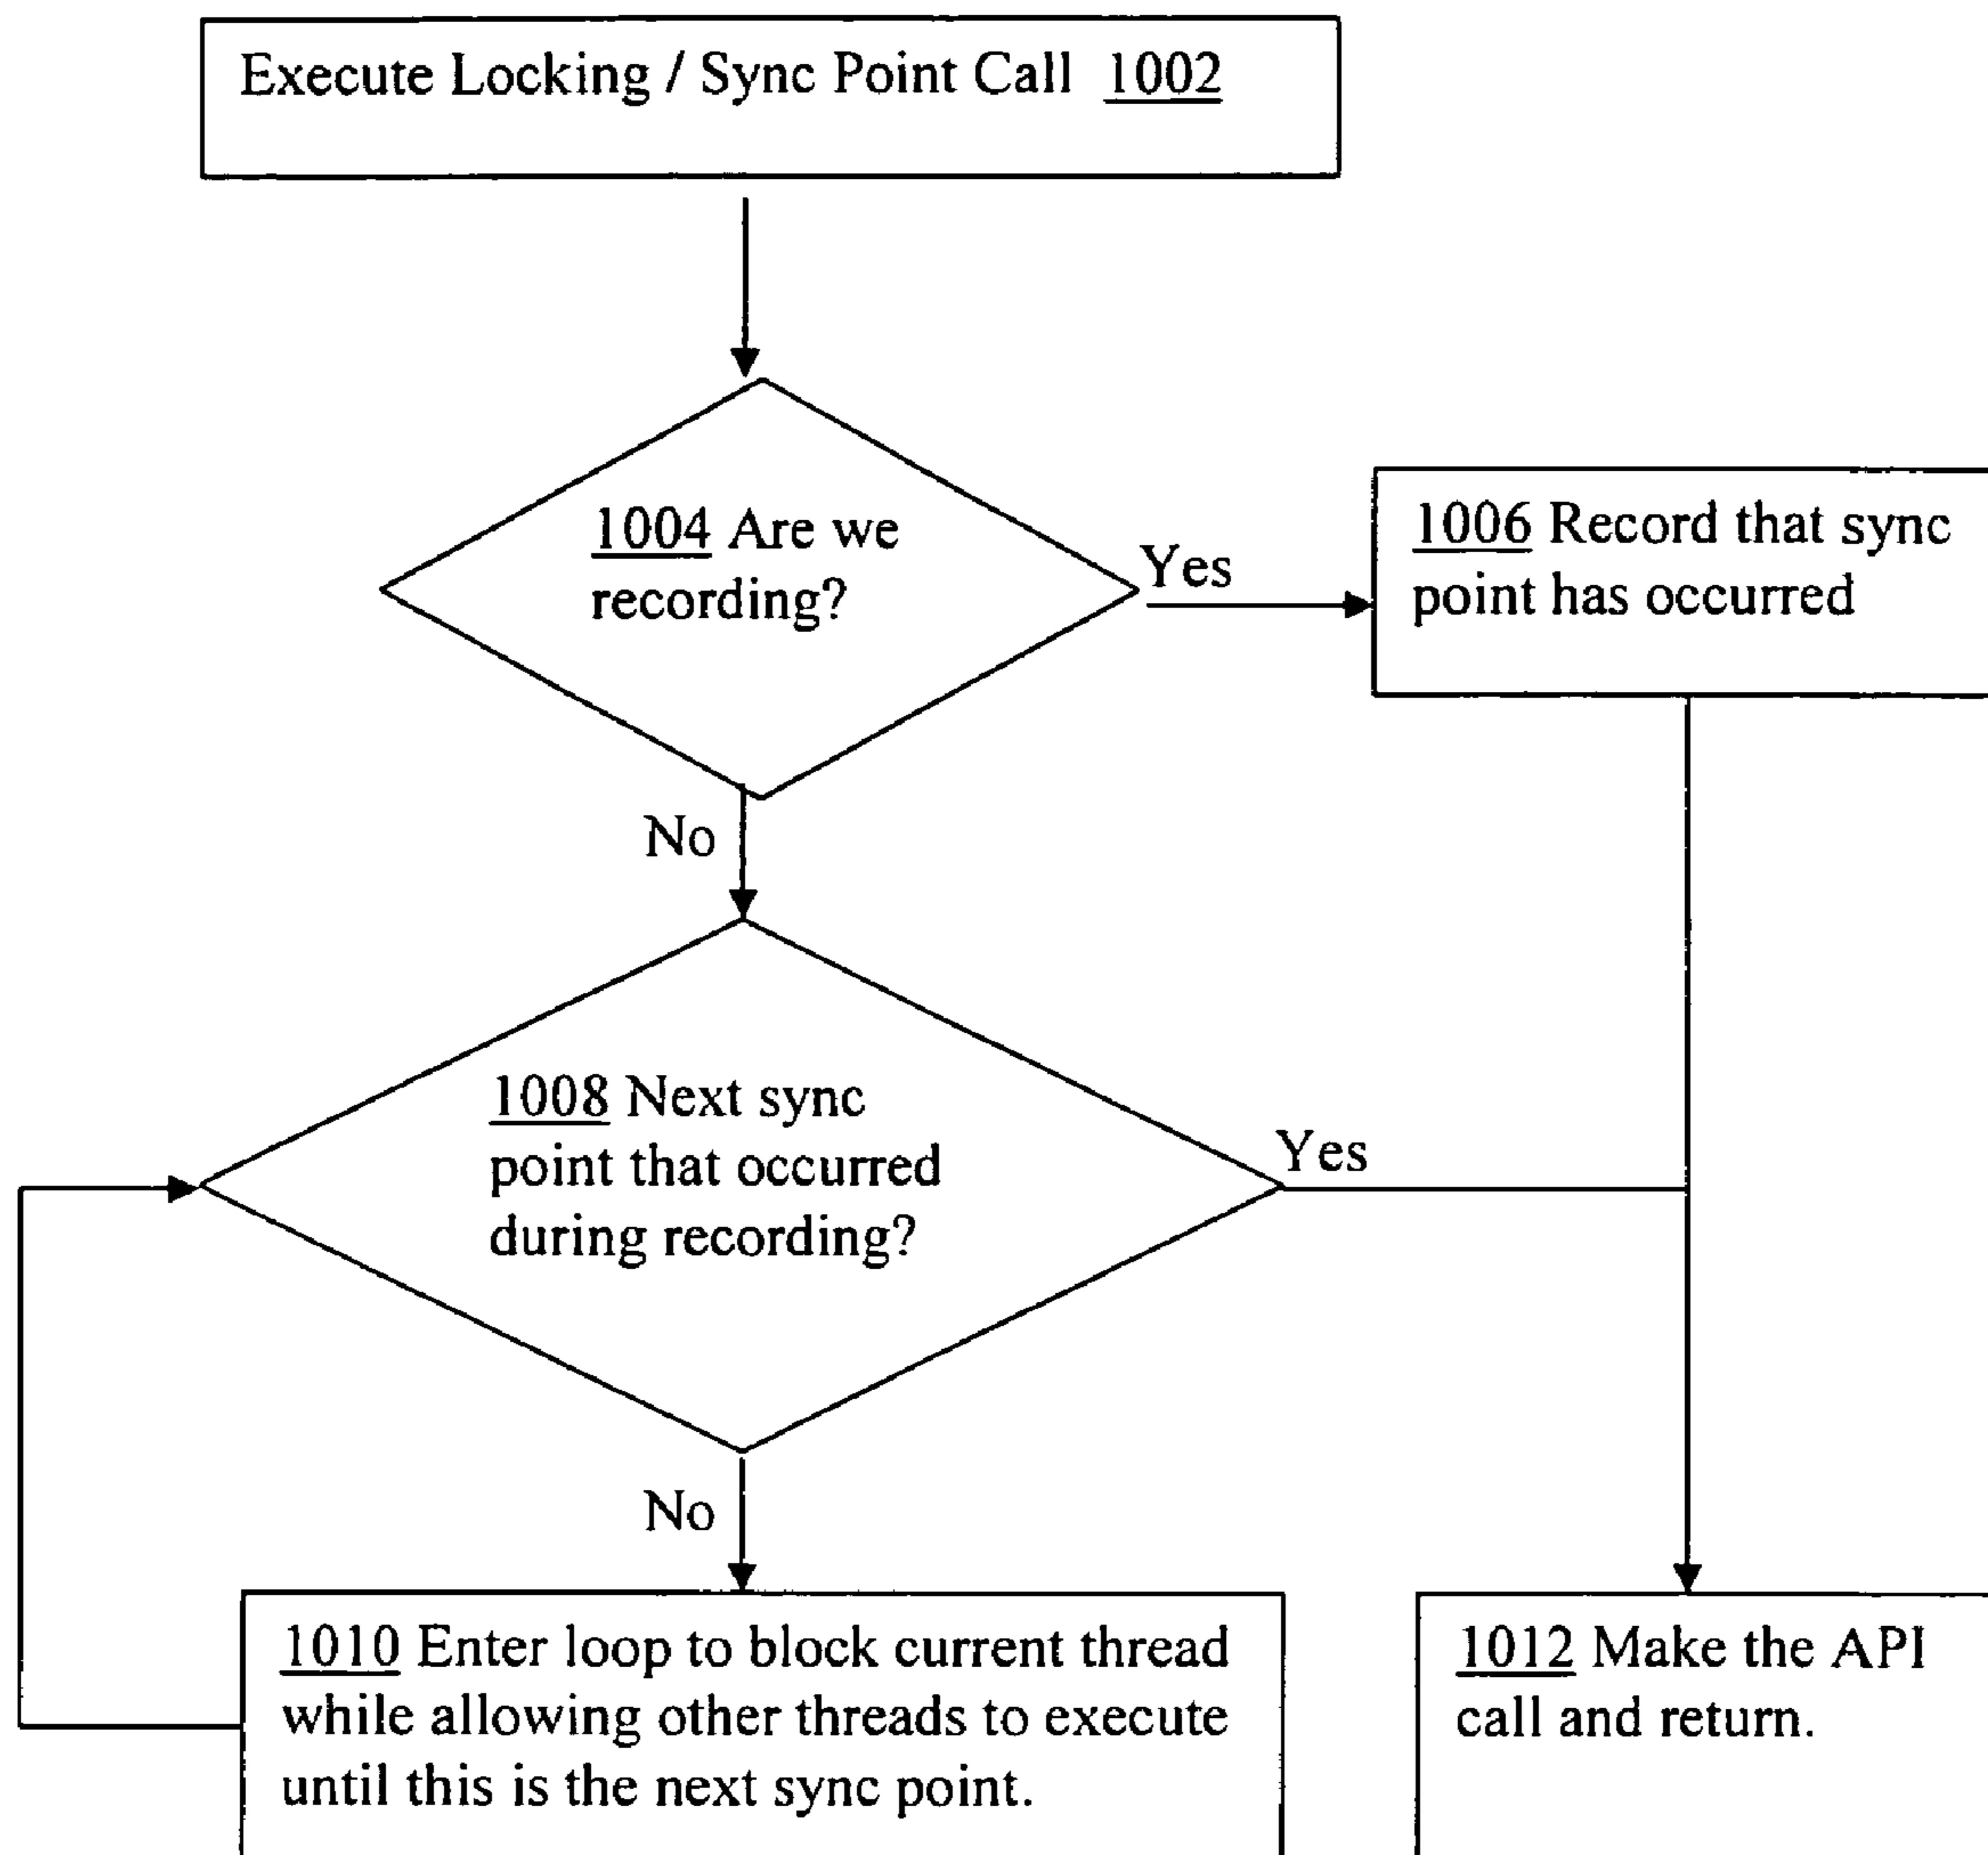 Execute Locking / Sync Point Call 1002
1004 Are we
recording?
Yes
1006 Record that sync
point has occurred
No
1008 Next sync
point that occurred
during recording?
Yes
No
1010 Enter loop to block current thread
while allowing other threads to execute
until this is the next sync point.
1012 Make the API
call and return.